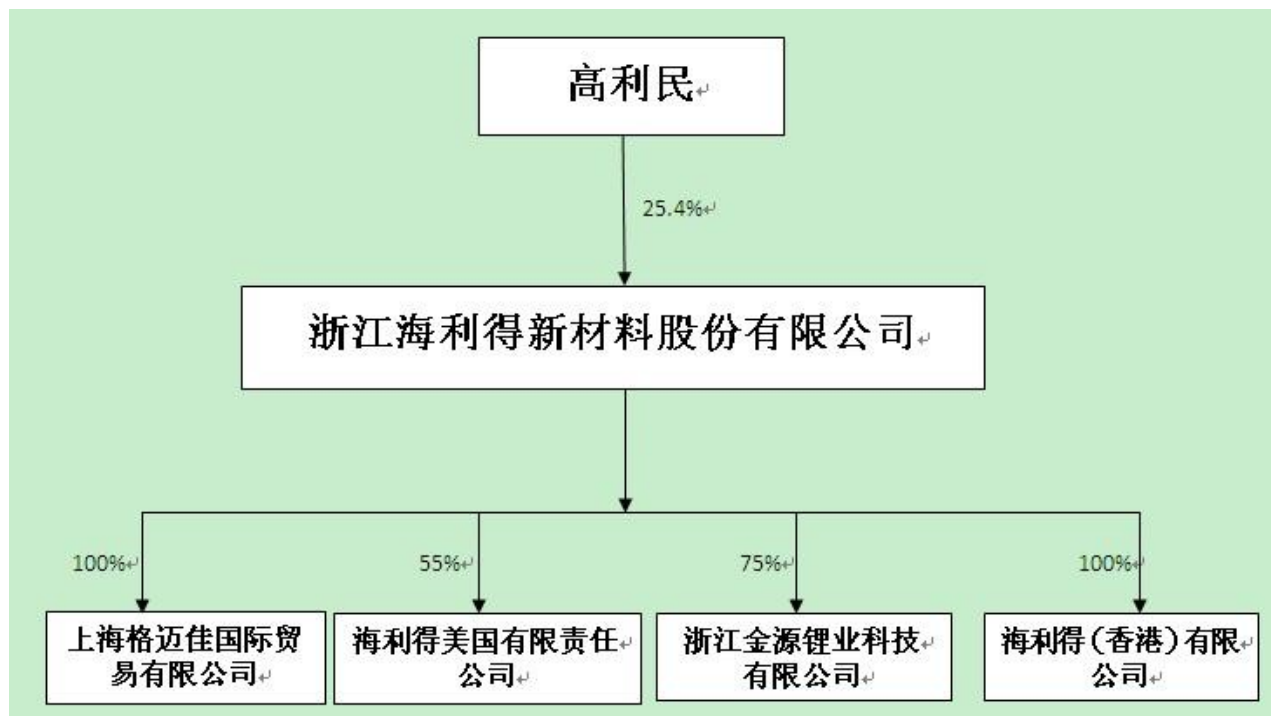 高利民
25.4%
浙江海利得新材料股份有限公司
100%
55%
75%
100%
上海格迈佳国际贸
易有限公司
海利得美国有限责任
公司
浙江金源锂业科技
有限公司
海利得(香港)有限
公司